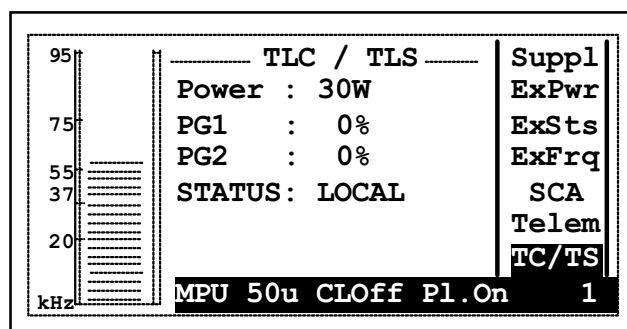 95 TLC / TLS Suppl
Power : 30W ExPwr
75 PG1 : 0% ExSts
PG2 : 0% ExFrq
55
37 STATUS: LOCAL SCA
Telem
20 TC/TS
kHz MPU 50u CLOff Pl.On 1